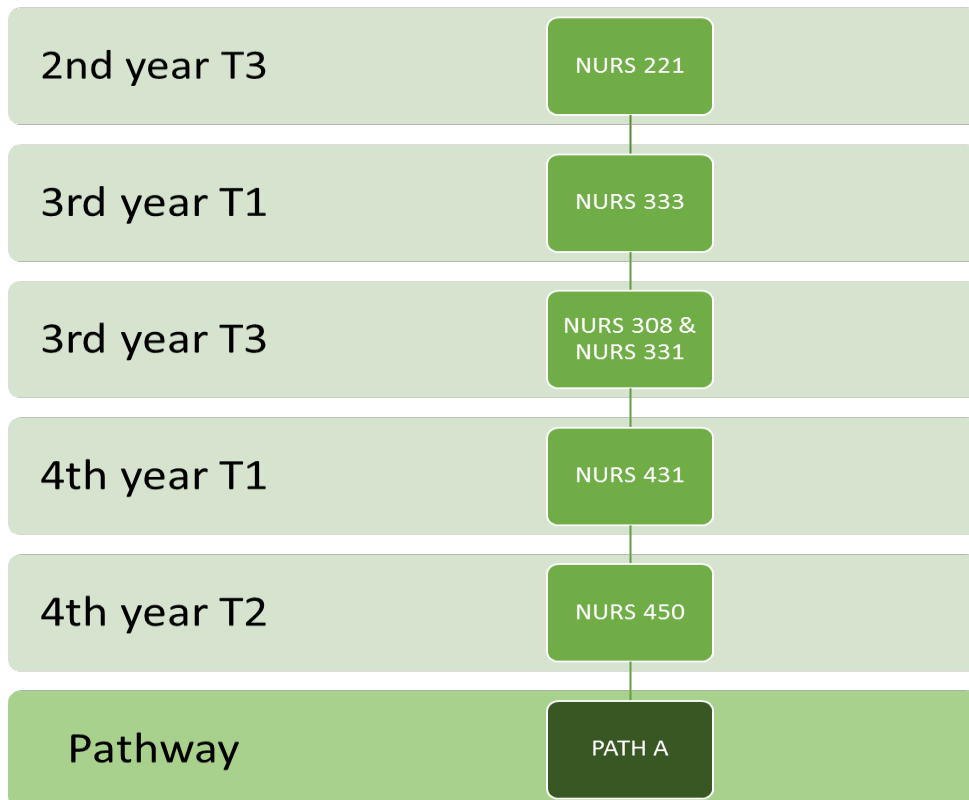 2nd year T3
NURS 221
3rd year T1
NURS 333
3rd year T3
NURS 308 &
NURS 331
4th year T1
NURS 431
4th year T2
NURS 450
Pathway
PATH A